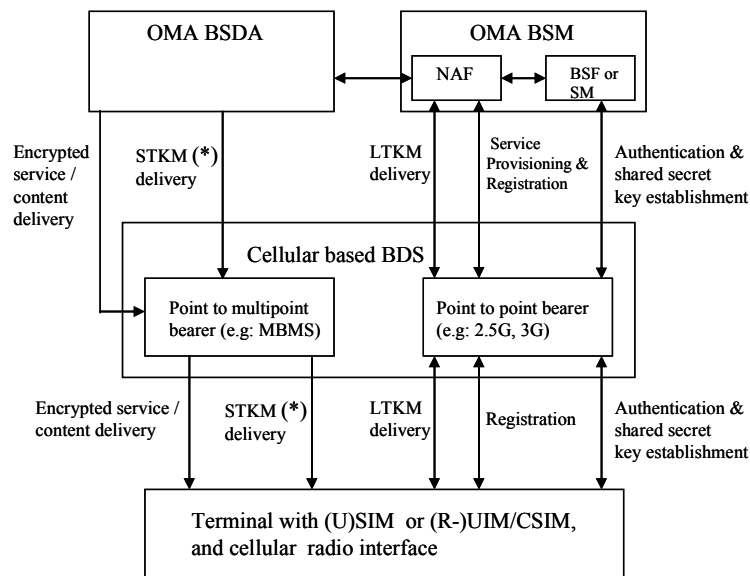 OMA BSDA
OMA BSM
NAF
BSF or
SM
Encrypted
service /
content
delivery
STKM (*)
delivery
LTKM
delivery
Service
Provisioning &
Registration
Authentication &
shared secret
key establishment
Cellular based BDS
Point to multipoint
bearer (e.g: MBMS)
Point to point bearer
(e.g: 2.5G, 3G)
Encrypted service /
content delivery
STKM (*)
delivery
LTKM
delivery
Registration
Authentication &
shared secret
key establishment
Terminal with (U)SIM or (R-)UIM/CSIM,
and cellular radio interface